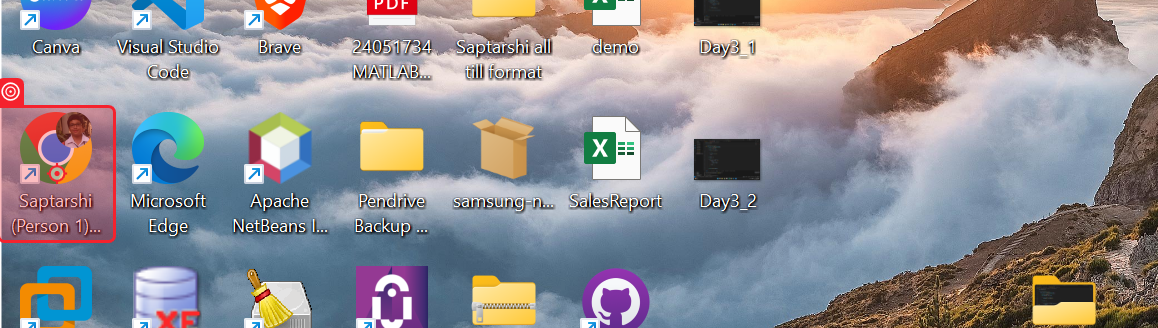 PDF
Canva
Visual Studio
Code
Brave
24051734
MATLAB...
Saptarshi all
till format
demo
Day3_1
Saptarshi
(Person 1)...
Microsoft
Edge
Apache
NetBeans I...
Pendrive
Backup ...
samsung-n...
X
SalesReport
Day3_2
XE